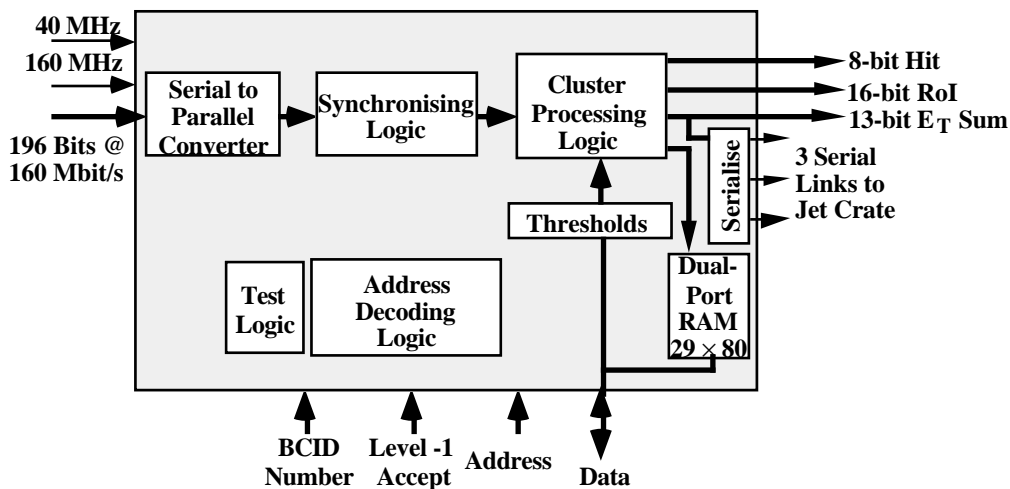 40 MHz
160 MHz
196 Bits @
160 Mbit/s
Serial to
Parallel
Converter
Synchronising
Logic
Cluster
Processing
Logic
8-bit Hit
16-bit RoI
13-bit ET Sum
Serialise
3 Serial
Links to
Jet Crate
Thresholds
Dual-
Port
RAM
29 × 80
Test
Logic
Address
Decoding
Logic
BCID
Number
Level -1
Accept
Address
Data